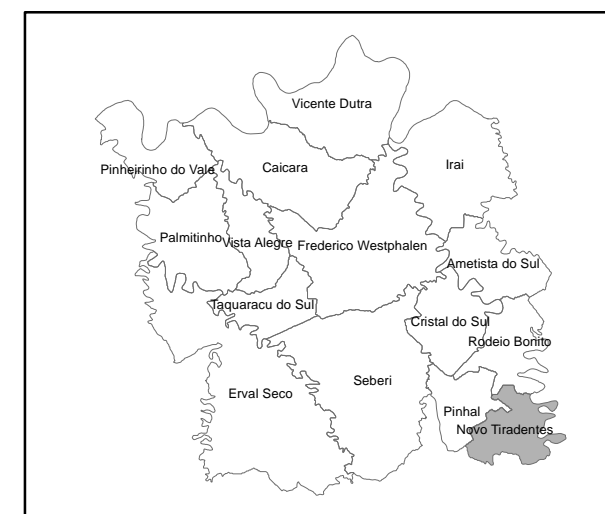 Vicente Dutra
Pinheirinho do Vale
Caicara
Irai
Palmitinho
Vista Alegre
Frederico Westphalen
Ametista do Sul
Taquaracu do Sul
Cristal do Sul
Rodeio Bonito
Erval Seco
Seberi
Pinhal
Novo Tiradentes